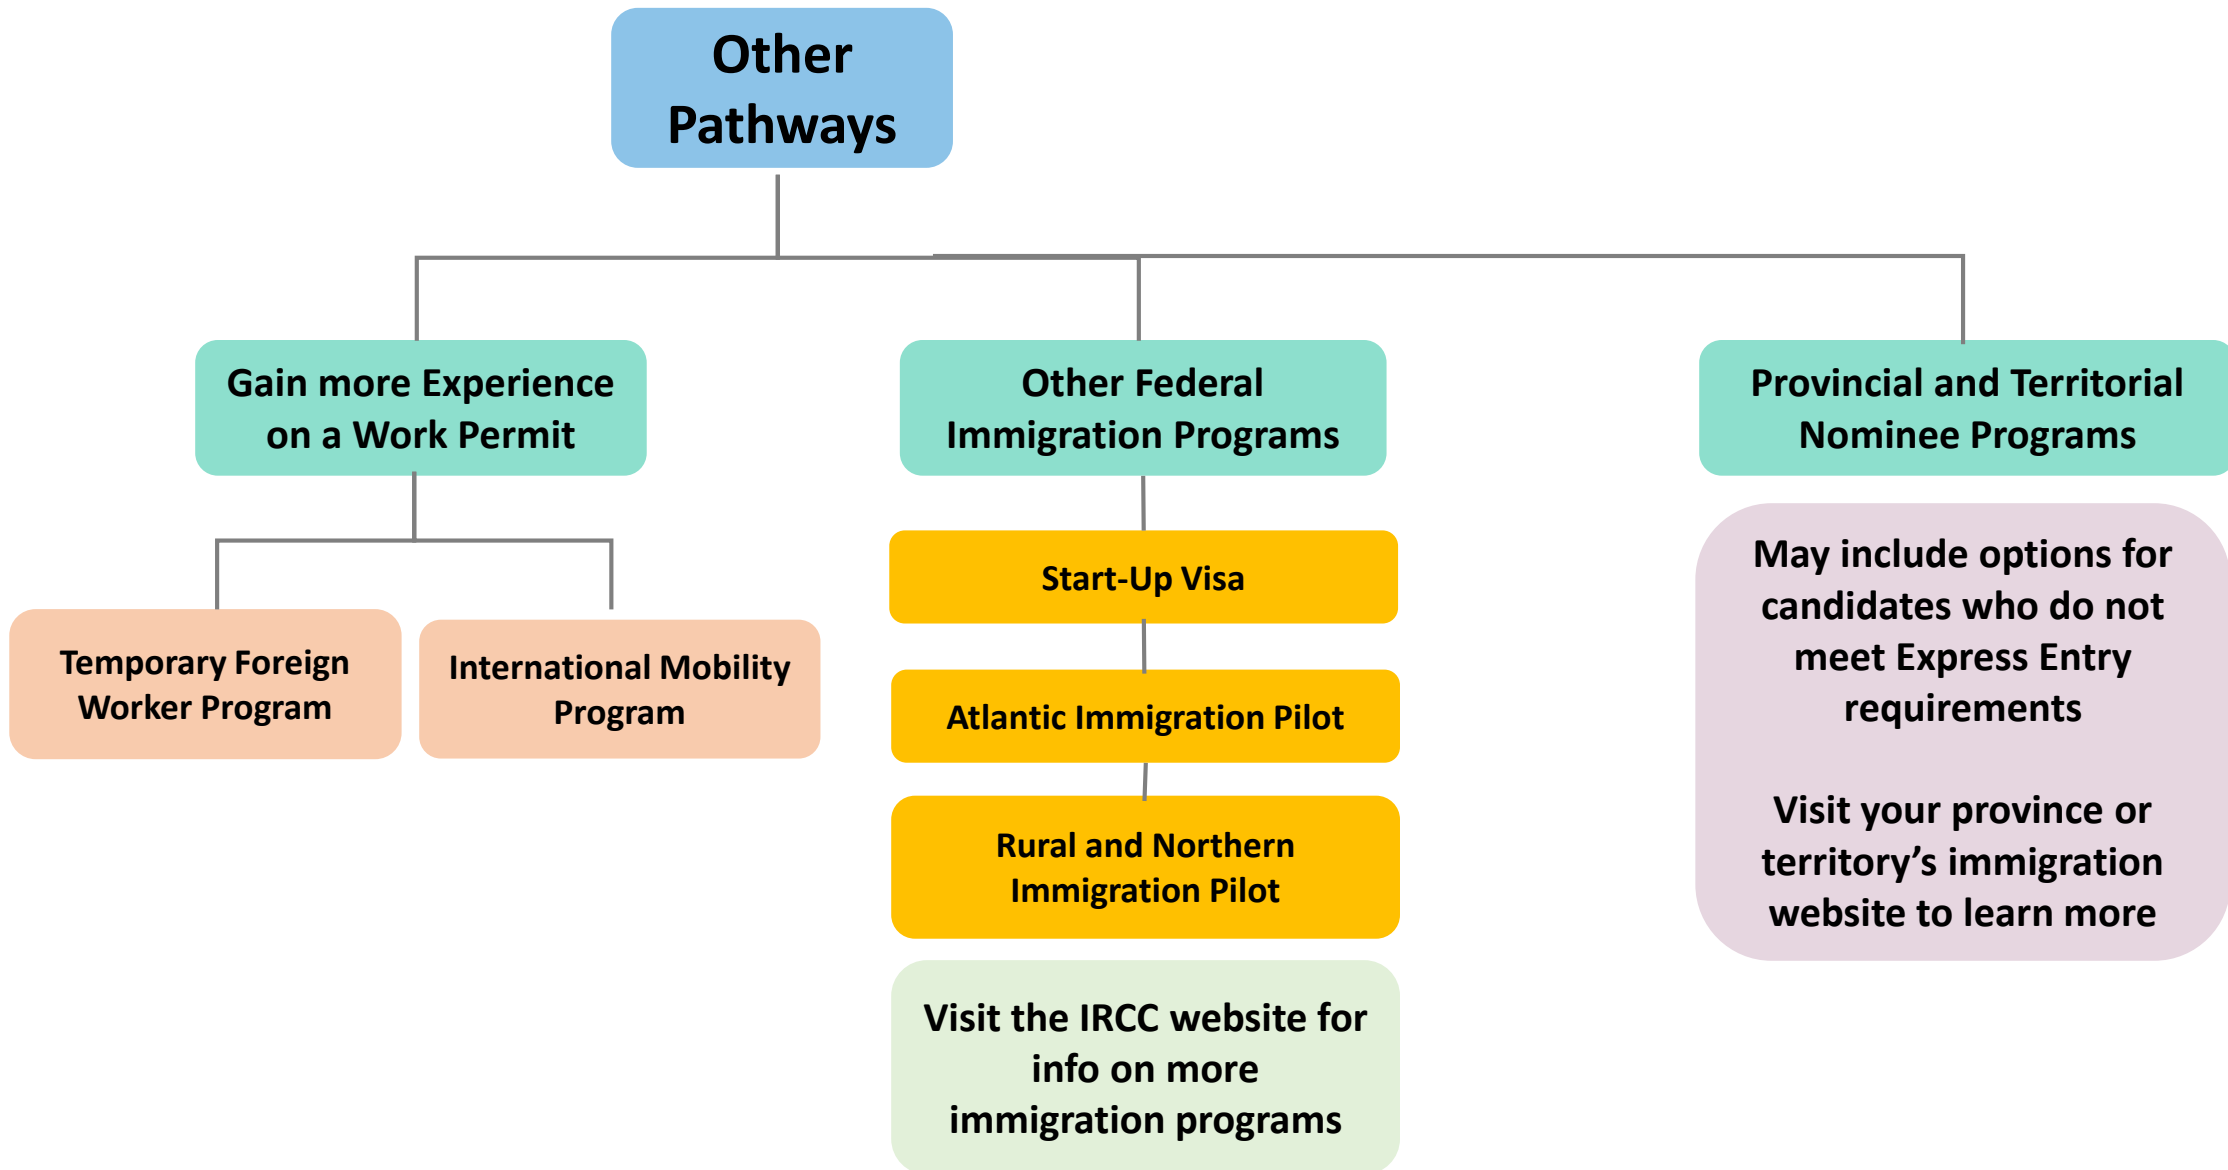 Other
Pathways
Gain more Experience
on a Work Permit
Temporary Foreign
Worker Program
International Mobility
Program
Other Federal
Immigration Programs
Start-Up Visa
Atlantic Immigration Pilot
Rural and Northern
Immigration Pilot
Visit the IRCC website for
info on more
immigration programs
Provincial and Territorial
Nominee Programs
May include options for
candidates who do not
meet Express Entry
requirements
Visit your province or
territory’s immigration
website to learn more